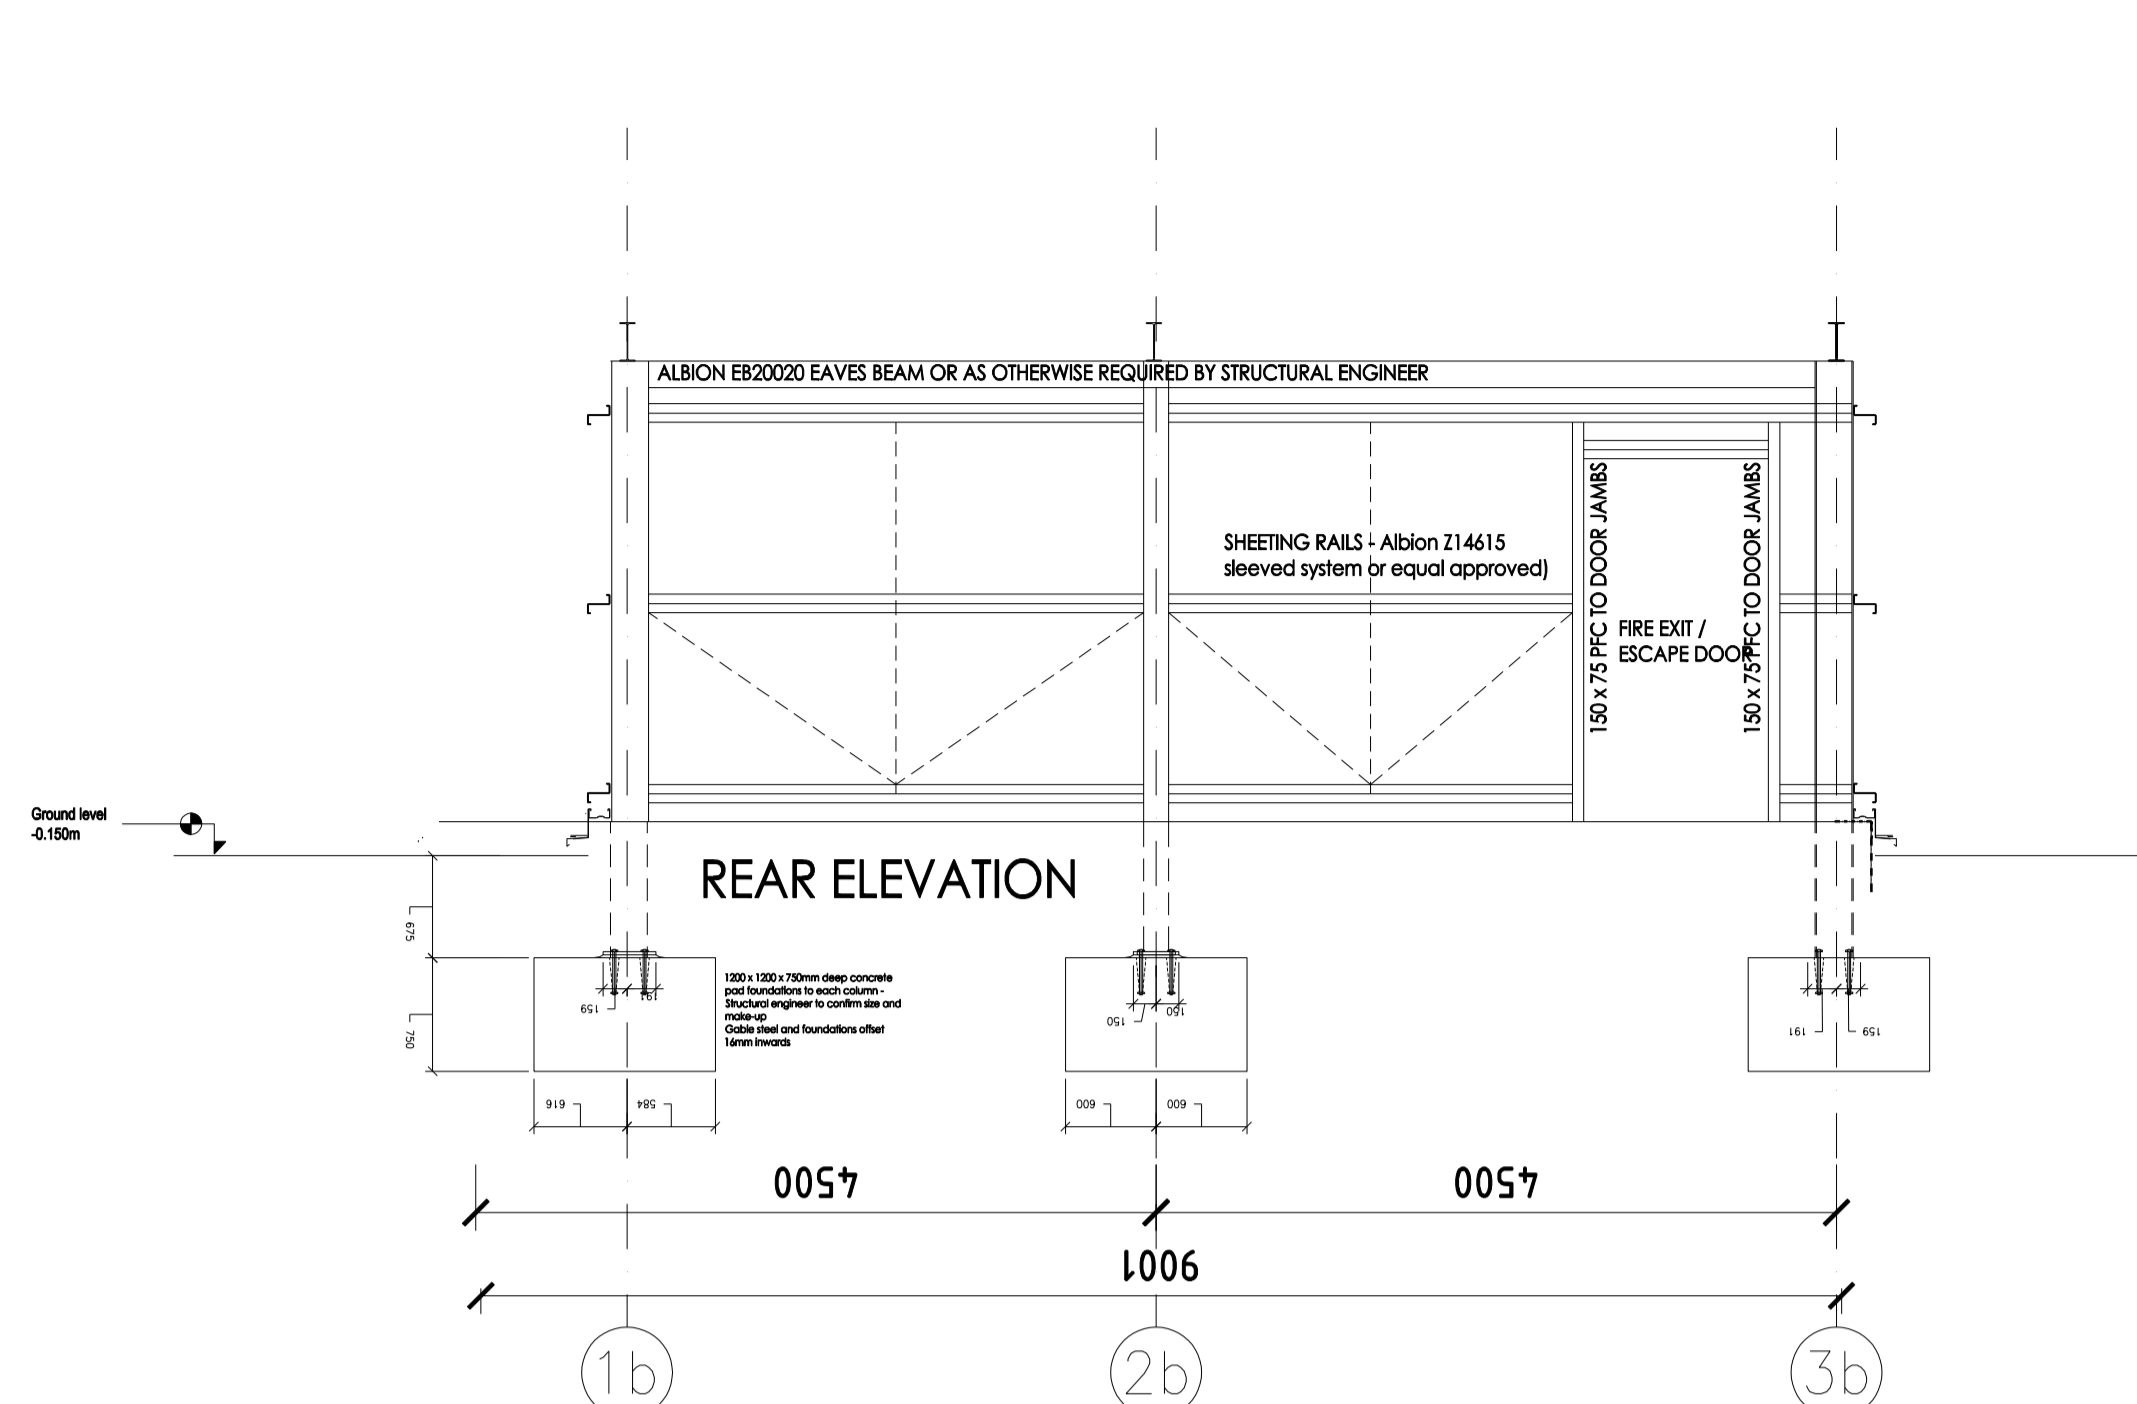 ALBION EB20020 EAVES BEAM OR AS OTHERWISE REQUIRED BY STRUCTURAL ENGINEER
SHEETING RAILS - Albion Z14615
sleeved system or equal approved)
150 x 75 PFC TO DOOR JAMBS
FIRE EXIT /
ESCAPE DOOR
150 x 75 PFC TO DOOR JAMBS
Ground level
-0.150m
REAR ELEVATION
675
750
1200 x 1200 x 750mm deep concrete
pad foundations to each column -
Structural engineer to confirm size and
make-up
Gable steel and foundations offset
16mm inwards
159
191
150
150
191
159
616
584
600
600
4500
4500
9001
1b
2b
3b